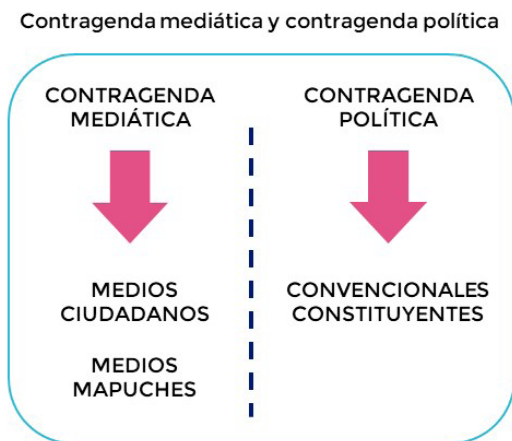 Contragenda mediática y contragenda política
CONTRAGENDA
MEDIÁTICA
MEDIOS
CIUDADANOS
MEDIOS
MAPUCHES
CONTRAGENDA
POLÍTICA
CONVENCIONALES
CONSTITUYENTES